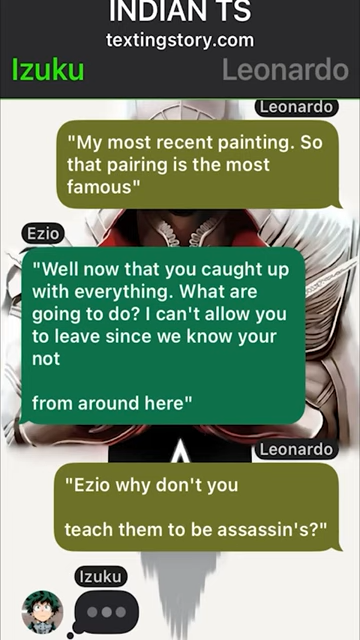 INDIAN TS
textingstory.com
Izuku
Leonardo
Leonardo
"My most recent painting. So
that pairing is the most
famous"
Ezio
"Well now that you caught up
with everything. What are
going to do? I can't allow you
to leave since we know your
not
from around here"
Leonardo
"Ezio why don't you
teach them to be assassin's?"
Izuku